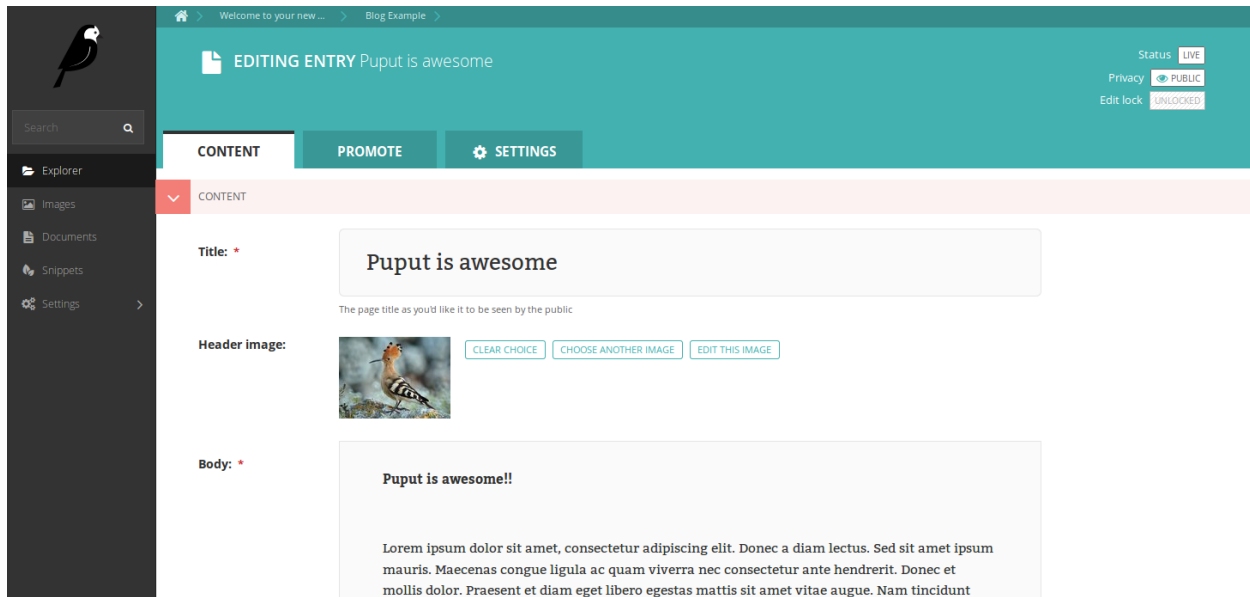 Welcome to your new ... Blog Example
EDITING ENTRY Puput is awesome
Status LIVE
Privacy PUBLIC
Edit lock UNLOCKED
Search
Explorer
Images
Documents
Snippets
Settings
CONTENT PROMOTE SETTINGS
CONTENT
Title: *
Puput is awesome
The page title as you'd like it to be seen by the public
Header image:
CLEAR CHOICE CHOOSE ANOTHER IMAGE EDIT THIS IMAGE
Body: *
Puput is awesome!!
Lorem ipsum dolor sit amet, consectetur adipiscing elit. Donec a diam lectus. Sed sit amet ipsum
mauris. Maecenas congue ligula ac quam viverra nec consectetur ante hendrerit. Donec et
mollis dolor. Praesent et diam eget libero egestas mattis sit amet vitae augue. Nam tincidunt